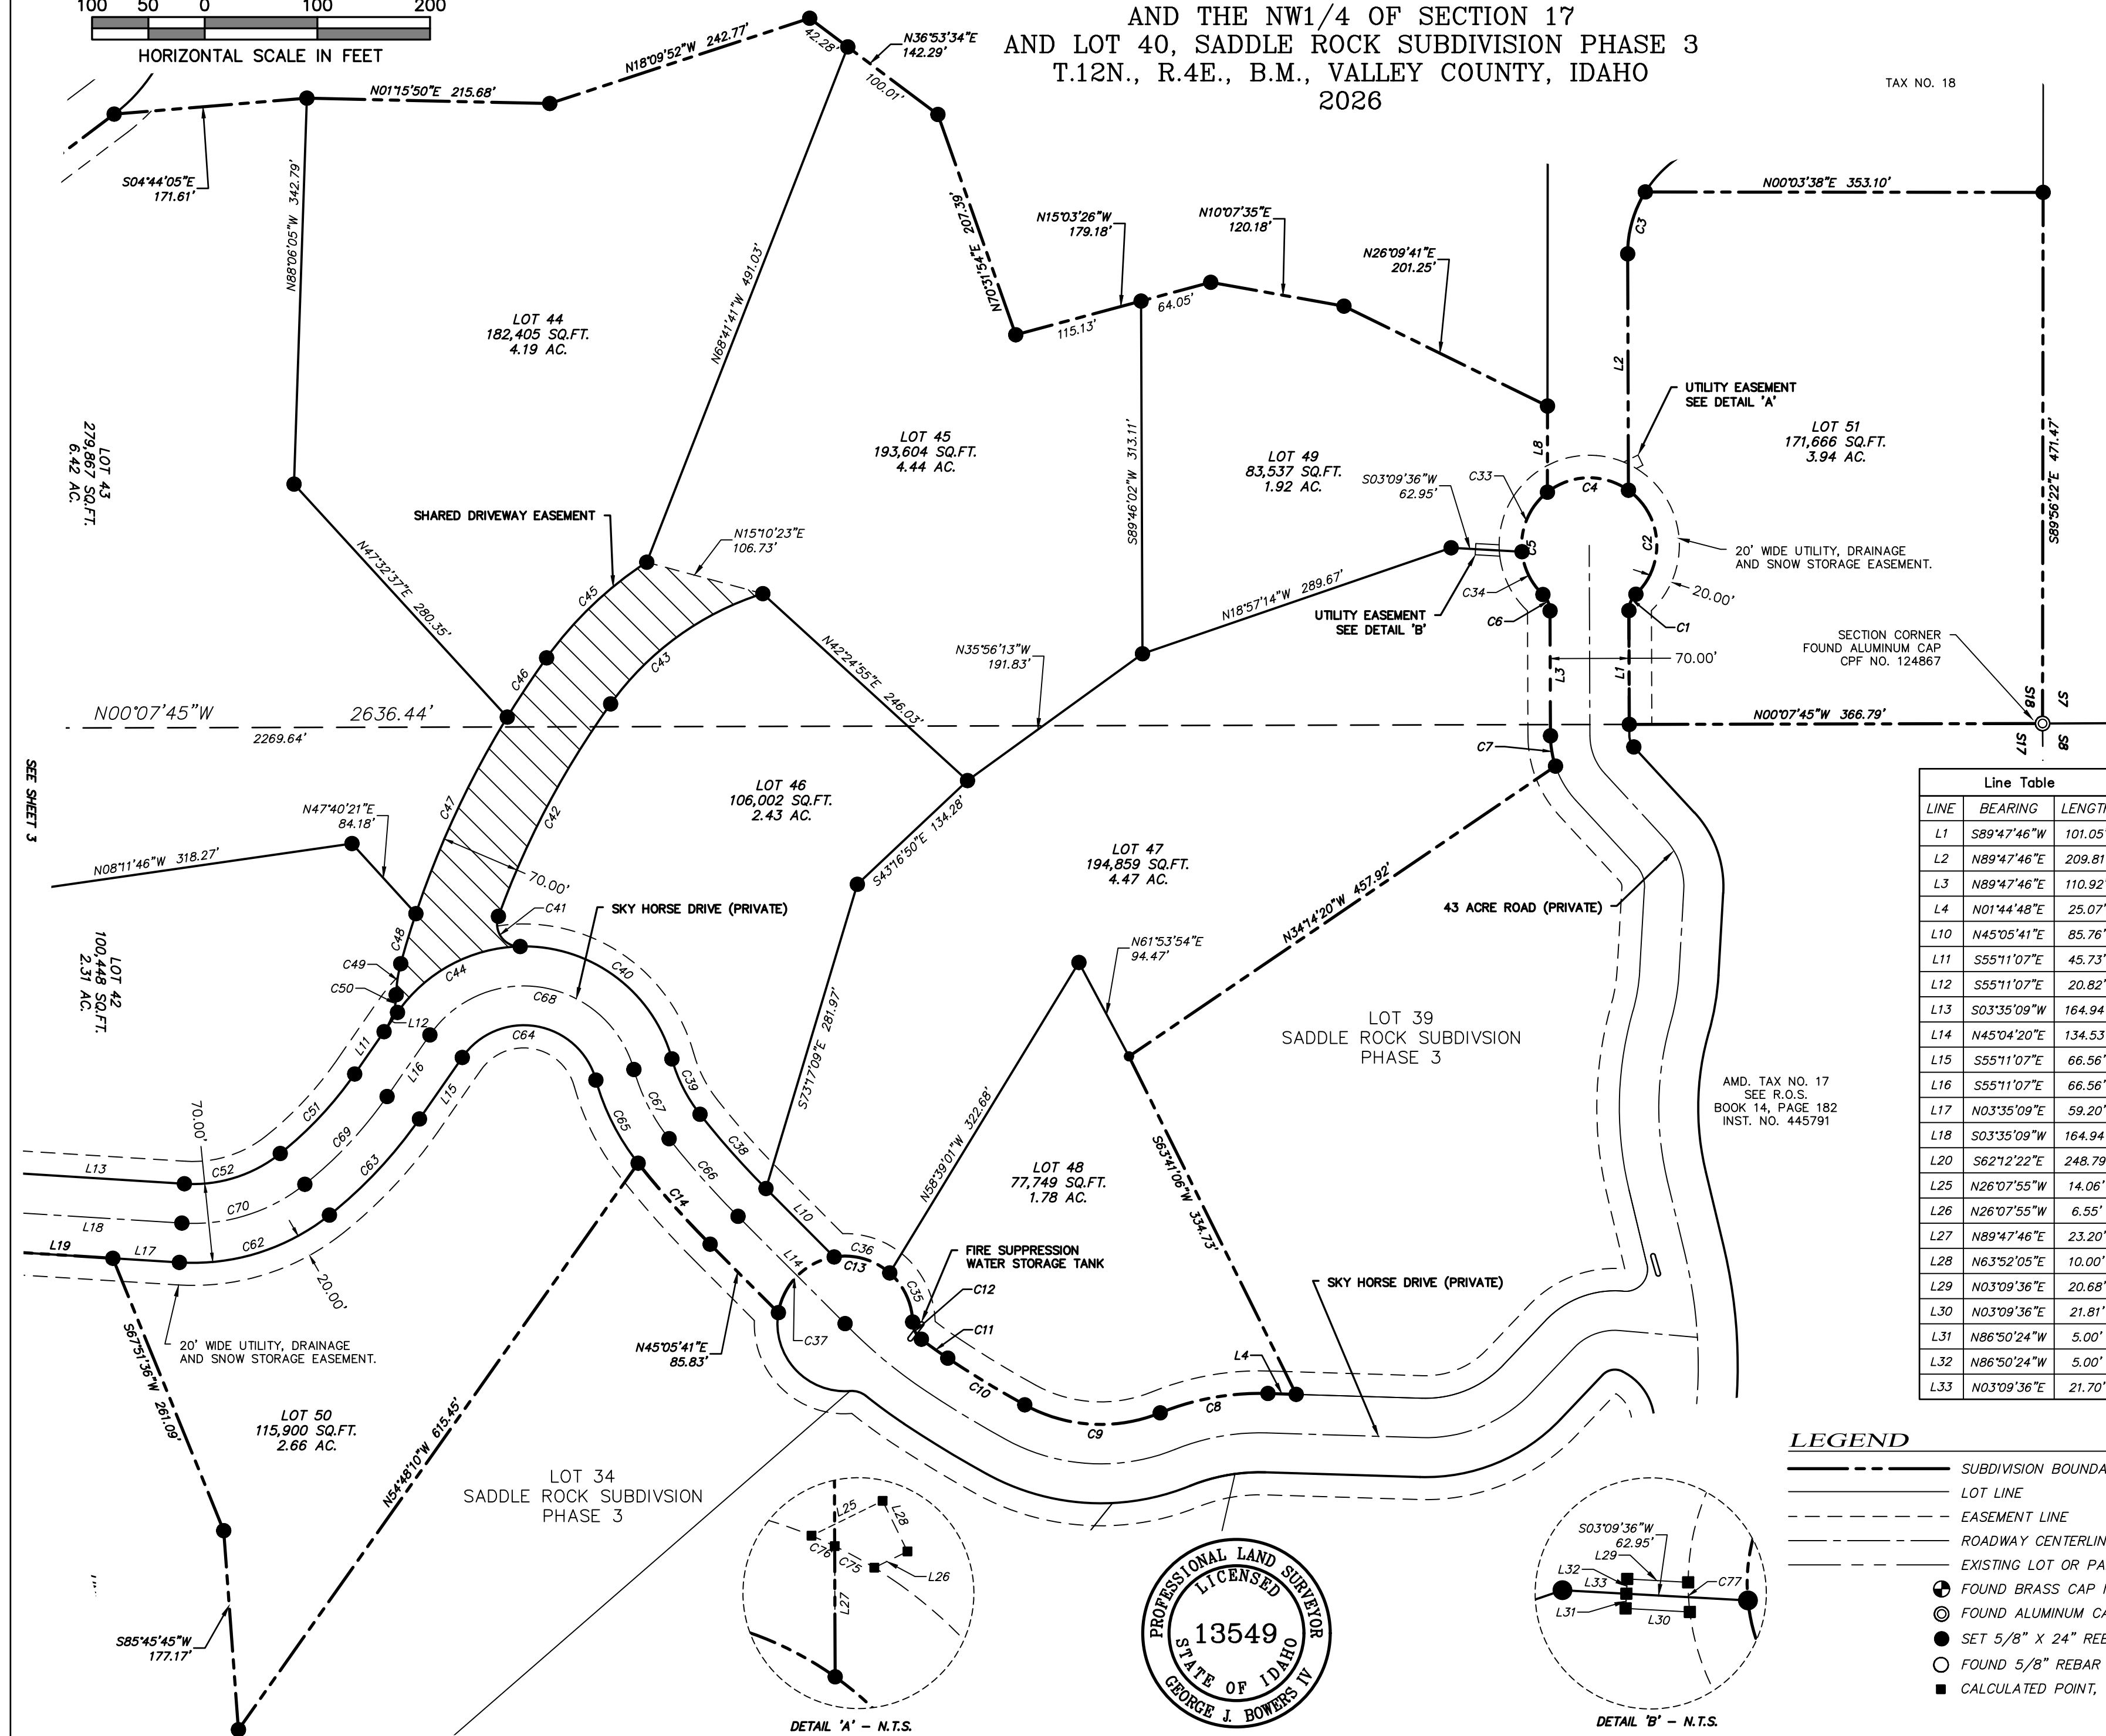 100 50 0 100 200
HORIZONTAL SCALE IN FEET
AND THE NW1/4 OF SECTION 17
AND LOT 40, SADDLE ROCK SUBDIVISION PHASE 3
T.12N., R.4E., B.M., VALLEY COUNTY, IDAHO
2026
TAX NO. 18
N18°09'52"W 242.77'
42.28'
N36°53'34"E
142.29'
100.01'
N01°15'50"E 215.68'
S04°44'05"E
171.61'
N88°06'05"W 342.79'
N68°41'41"W 491.03'
N70°31'54"E 207.39'
N15°03'26"W
179.18'
N10°07'35"E
120.18'
64.05'
115.13'
N26°09'41"E
201.25'
N00°03'38"E 353.10'
C3
L2
L8
S89°56'22"E 471.47'
LOT 44
182,405 SQ.FT.
4.19 AC.
LOT 43
279,867 SQ.FT.
6.42 AC.
LOT 45
193,604 SQ.FT.
4.44 AC.
S89°46'02"W 313.11'
LOT 49
83,537 SQ.FT.
1.92 AC.
UTILITY EASEMENT
SEE DETAIL 'A'
LOT 51
171,666 SQ.FT.
3.94 AC.
S03°09'36"W
62.95'
C33
C4
C5
C2
C34
C6
C1
20' WIDE UTILITY, DRAINAGE
AND SNOW STORAGE EASEMENT.
20.00'
SHARED DRIVEWAY EASEMENT
N15°10'23"E
106.73'
N47°32'37"E 280.35'
C45
C46
C43
C47
C42
N42°24'55"E 246.03'
N18°57'14"W 289.67'
UTILITY EASEMENT
SEE DETAIL 'B'
N35°56'13"W
191.83'
L3
L1
70.00'
SECTION CORNER
FOUND ALUMINUM CAP
CPF NO. 124867
S18
S7
S17
S8
N00°07'45"W 2636.44'
2269.64'
N00°07'45"W 366.79'
C7
SEE SHEET 3
N47°40'21"E
84.18'
N08°11'46"W 318.27'
LOT 46
106,002 SQ.FT.
2.43 AC.
S43°16'50"E 134.28'
LOT 47
194,859 SQ.FT.
4.47 AC.
N34°14'20"W 457.92'
43 ACRE ROAD (PRIVATE)
70.00'
C41
SKY HORSE DRIVE (PRIVATE)
LOT 42
100,448 SQ.FT.
2.31 AC.
C48
C49
C50
C44
C40
C68
L12
C64
L11
L16
L15
C51
C69
C63
C52
C70
C62
L13
L18
L19
L17
70.00'
20.00'
C39
C67
C65
C38
C66
C14
L10
L14
S73°17'09"E 281.97'
N61°53'54"E
94.47'
N58°39'01"W 322.68'
S63°41'06"W 334.73'
LOT 39
SADDLE ROCK SUBDIVSION
PHASE 3
AMD. TAX NO. 17
SEE R.O.S.
BOOK 14, PAGE 182
INST. NO. 445791
LOT 48
77,749 SQ.FT.
1.78 AC.
FIRE SUPPRESSION
WATER STORAGE TANK
C36
C13
C35
C12
C11
C37
C10
C9
C8
L4
SKY HORSE DRIVE (PRIVATE)
N45°05'41"E
85.83'
20' WIDE UTILITY, DRAINAGE
AND SNOW STORAGE EASEMENT.
S67°51'36"W 261.09'
LOT 50
115,900 SQ.FT.
2.66 AC.
N54°48'10"W 615.45'
S85°45'45"W
177.17'
LOT 34
SADDLE ROCK SUBDIVSION
PHASE 3
Line Table
LINE BEARING LENGTH
L1 S89°47'46"W 101.05'
L2 N89°47'46"E 209.81'
L3 N89°47'46"E 110.92'
L4 N01°44'48"E 25.07'
L10 N45°05'41"E 85.76'
L11 S55°11'07"E 45.73'
L12 S55°11'07"E 20.82'
L13 S03°35'09"W 164.94'
L14 N45°04'20"E 134.53'
L15 S55°11'07"E 66.56'
L16 S55°11'07"E 66.56'
L17 N03°35'09"E 59.20'
L18 S03°35'09"W 164.94'
L20 S62°12'22"E 248.79'
L25 N26°07'55"W 14.06'
L26 N26°07'55"W 6.55'
L27 N89°47'46"E 23.20'
L28 N63°52'05"E 10.00'
L29 N03°09'36"E 20.68'
L30 N03°09'36"E 21.81'
L31 N86°50'24"W 5.00'
L32 N86°50'24"W 5.00'
L33 N03°09'36"E 21.70'
LEGEND
SUBDIVISION BOUNDA
LOT LINE
EASEMENT LINE
ROADWAY CENTERLIN
EXISTING LOT OR PA
FOUND BRASS CAP
FOUND ALUMINUM CA
SET 5/8" X 24" REB
FOUND 5/8" REBAR
CALCULATED POINT,
L25
L28
C76
C75
L26
L27
DETAIL 'A' – N.T.S.
PROFESSIONAL LAND SURVEYOR
LICENSED
13549
STATE OF IDAHO
GEORGE J. BOWERS IV
S03°09'36"W
62.95'
L29
L32
L33
C77
L31
L30
DETAIL 'B' – N.T.S.